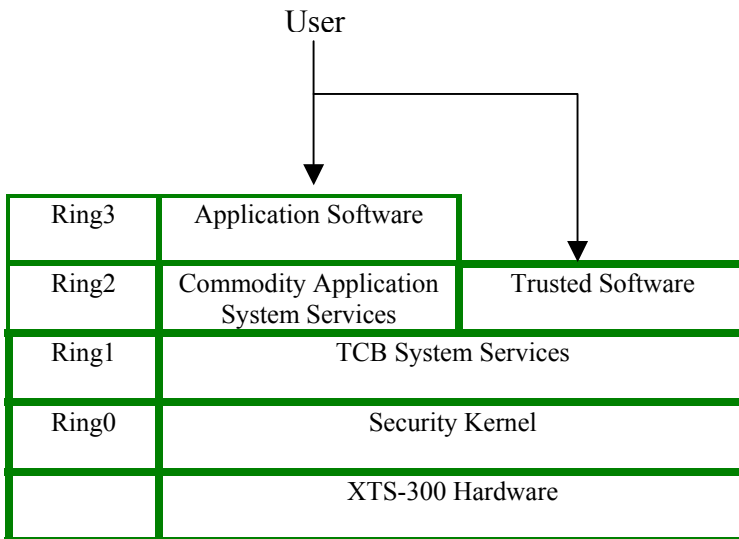 User
Ring3 Application Software
Ring2 Commodity Application System Services Trusted Software
Ring1 TCB System Services
Ring0 Security Kernel
XTS-300 Hardware